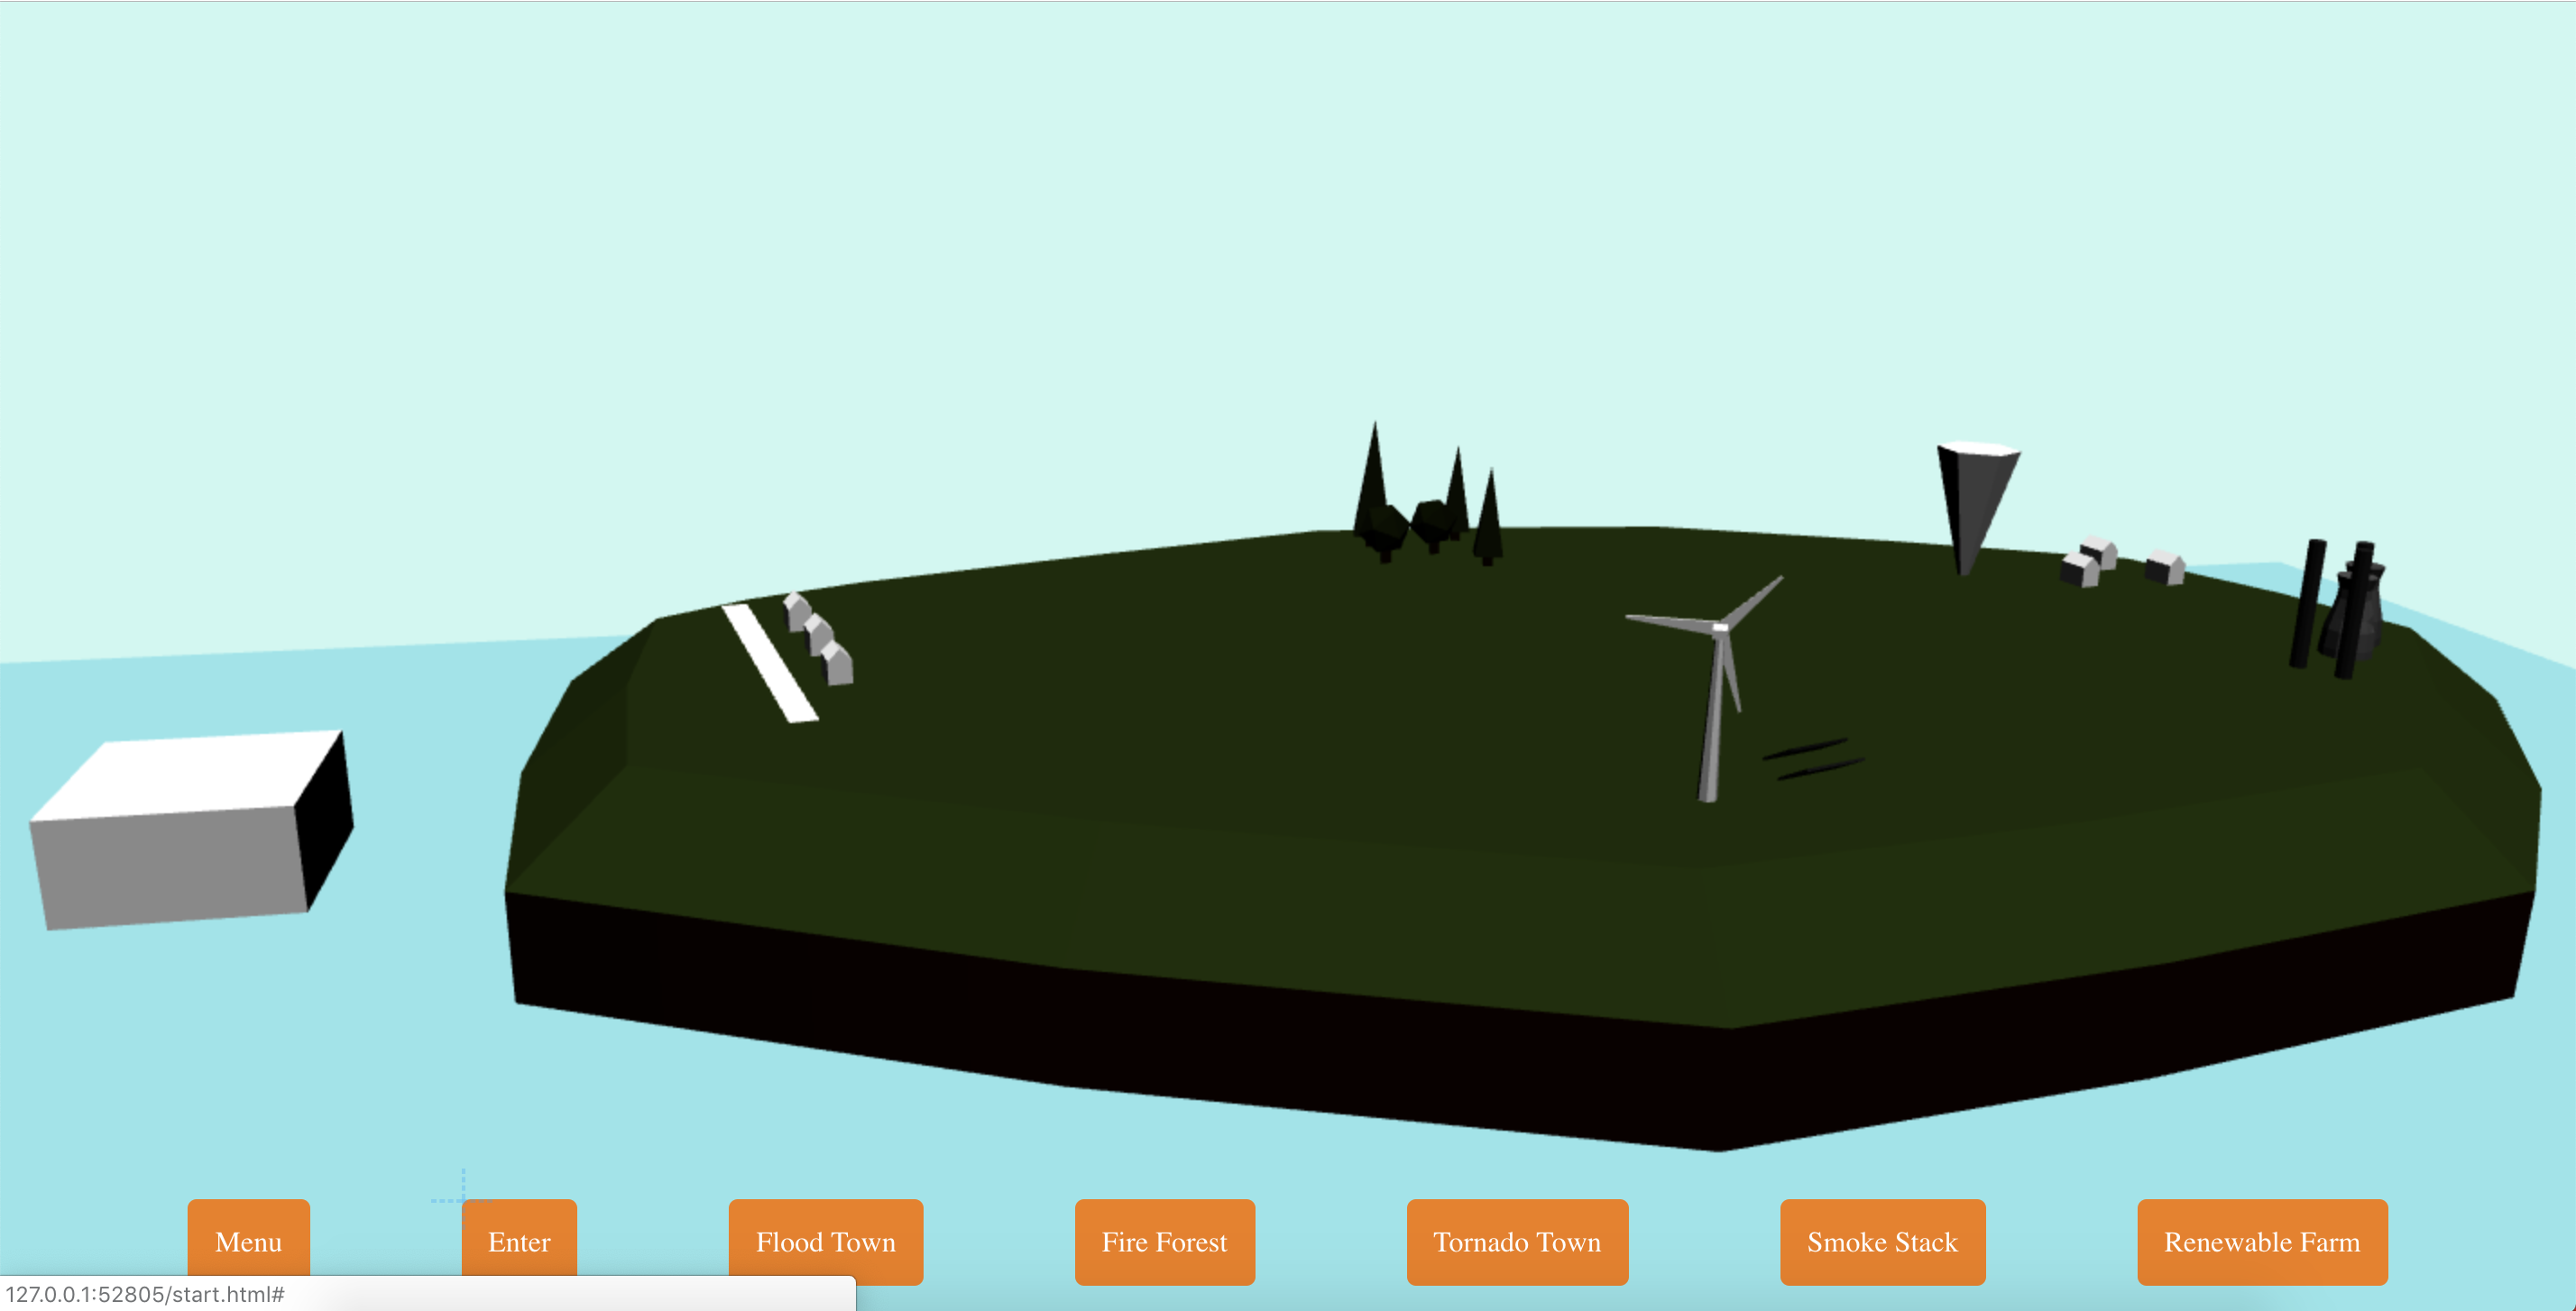 Menu
Enter
Flood Town
Fire Forest
Tornado Town
Smoke Stack
Renewable Farm
127.0.0.1:52805/start.html#